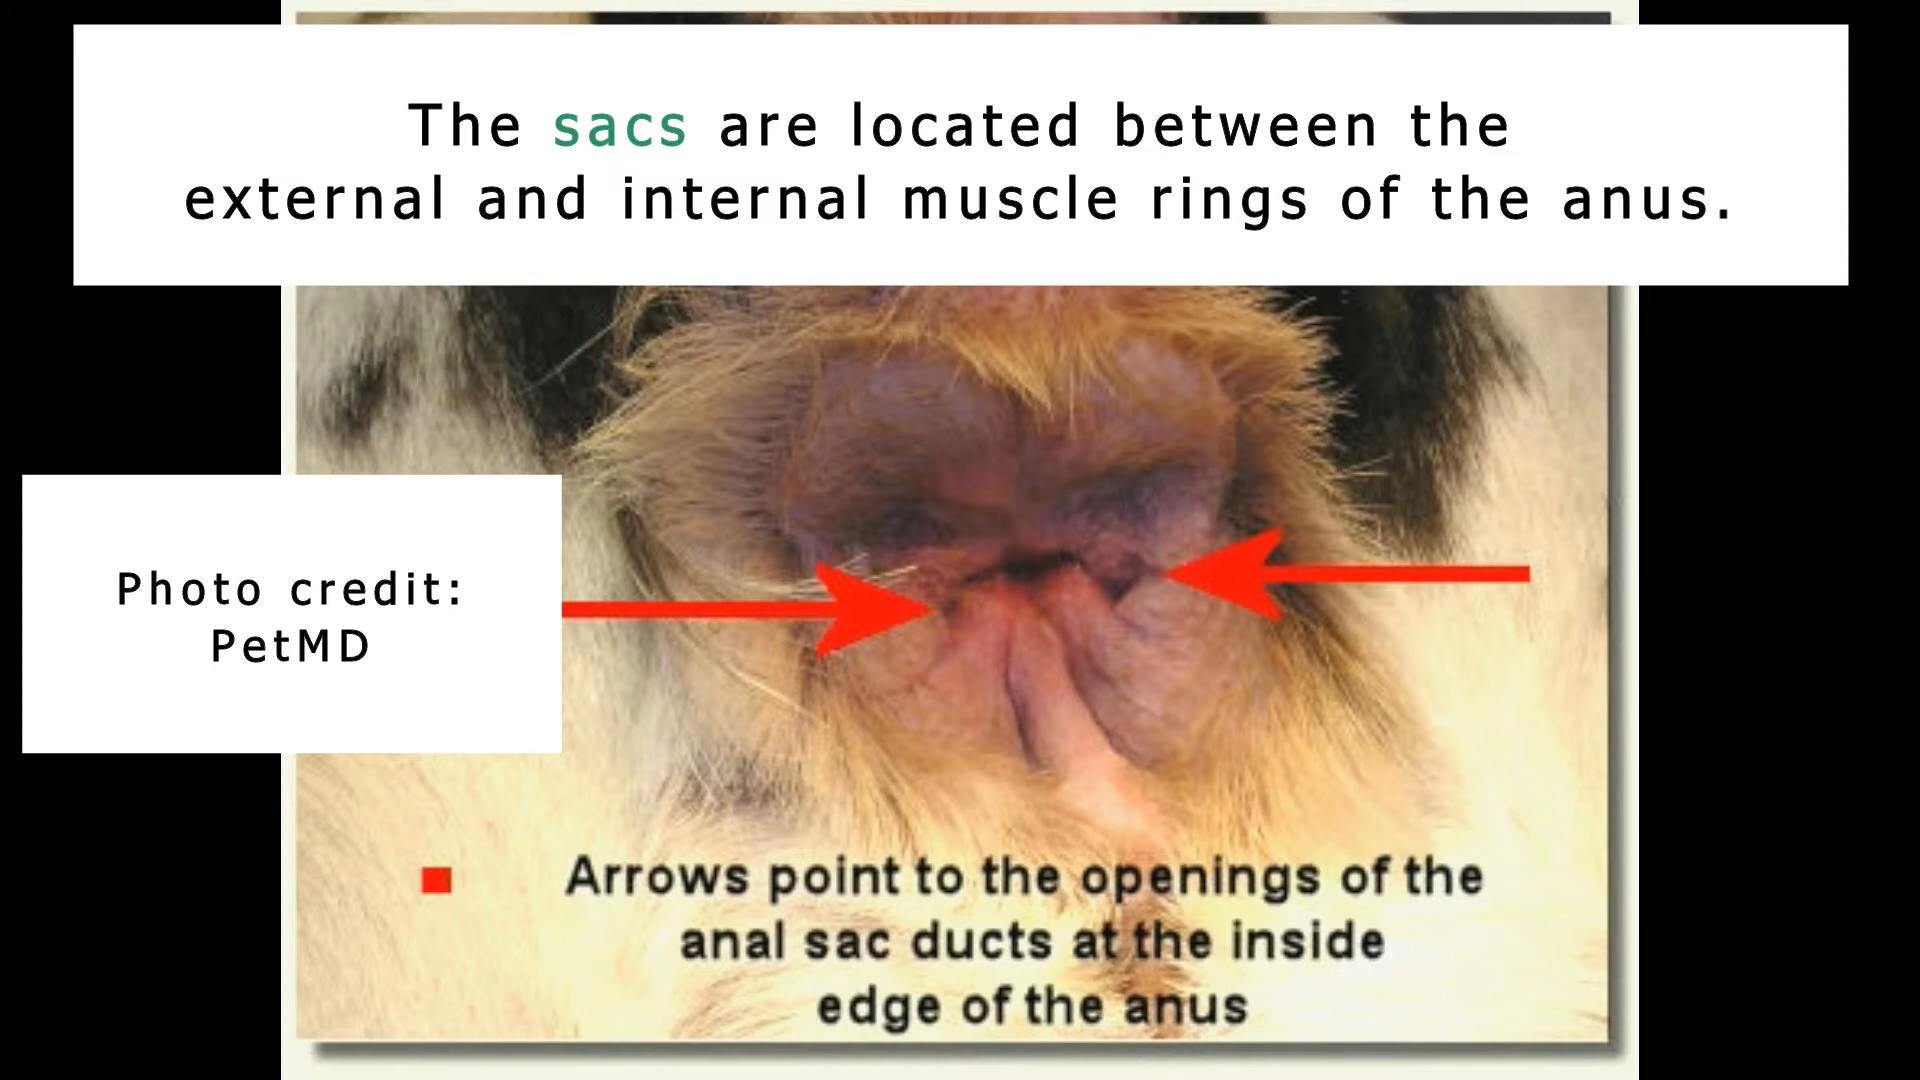 The sacs are located between the
external and internal muscle rings of the anus.
Photo credit:
PetMD
Arrows point to the openings of the
anal sac ducts at the inside
edge of the anus